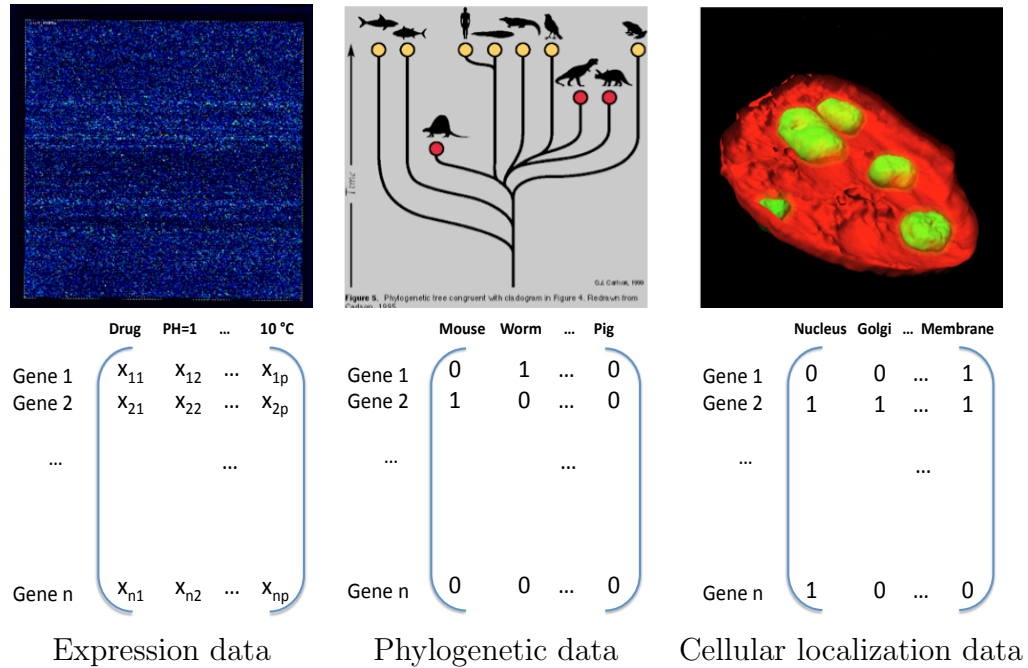 Time
G.J. Carlson, 1999
Figure 5. Phylogenetic tree congruent with cladogram in Figure 4. Redrawn from
Carlson, 1995
Drug PH=1 ... 10 °C
Gene 1 X11 X12 ... X1p
Gene 2 X21 X22 ... X2p
... ...
Gene n Xn1 Xn2 ... Xnp
Expression data
Mouse Worm ... Pig
Gene 1 0 1 ... 0
Gene 2 1 0 ... 0
... ...
Gene n 0 0 ... 0
Phylogenetic data
Nucleus Golgi ... Membrane
Gene 1 0 0 ... 1
Gene 2 1 1 ... 1
... ...
Gene n 1 0 ... 0
Cellular localization data